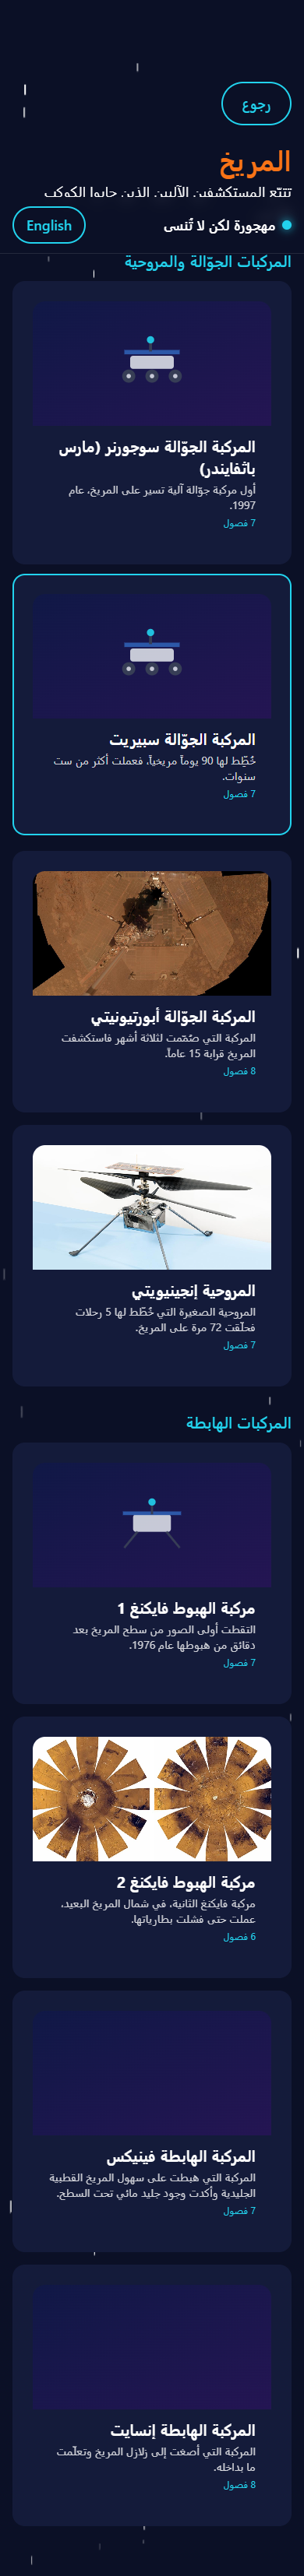 رجوع
المريخ
تتبّع المستكشفين الآليين الذين جابوا الكوكب
مهجورة لكن لا تُنسى
English
المركبات الجوّالة والمروحية
المركبة الجوّالة سوجورنر (مارس
باثفايندر)
أول مركبة جوّالة آلية تسير على المريخ، عام
1997.
7 فصول
المركبة الجوّالة سبيريت
خُطِّط لها 90 يوماً مريخياً، فعملت أكثر من ست
سنوات.
7 فصول
المركبة الجوّالة أبورتيونيتي
المركبة التي صُمّمت لثلاثة أشهر فاستكشفت
المريخ قرابة 15 عاماً.
8 فصول
المروحية إنجينيويتي
المروحية الصغيرة التي خُطّط لها 5 رحلات
فحلّقت 72 مرة على المريخ.
7 فصول
المركبات الهابطة
مركبة الهبوط فايكنغ 1
التقطت أولى الصور من سطح المريخ بعد
دقائق من هبوطها عام 1976.
7 فصول
مركبة الهبوط فايكنغ 2
مركبة فايكنغ الثانية، في شمال المريخ البعيد،
عملت حتى فشلت بطارياتها.
6 فصول
المركبة الهابطة فينيكس
المركبة التي هبطت على سهول المريخ القطبية
الجليدية وأكدت وجود جليد مائي تحت السطح.
7 فصول
المركبة الهابطة إنسايت
المركبة التي أصغت إلى زلازل المريخ وتعلّمت
ما بداخله.
8 فصول